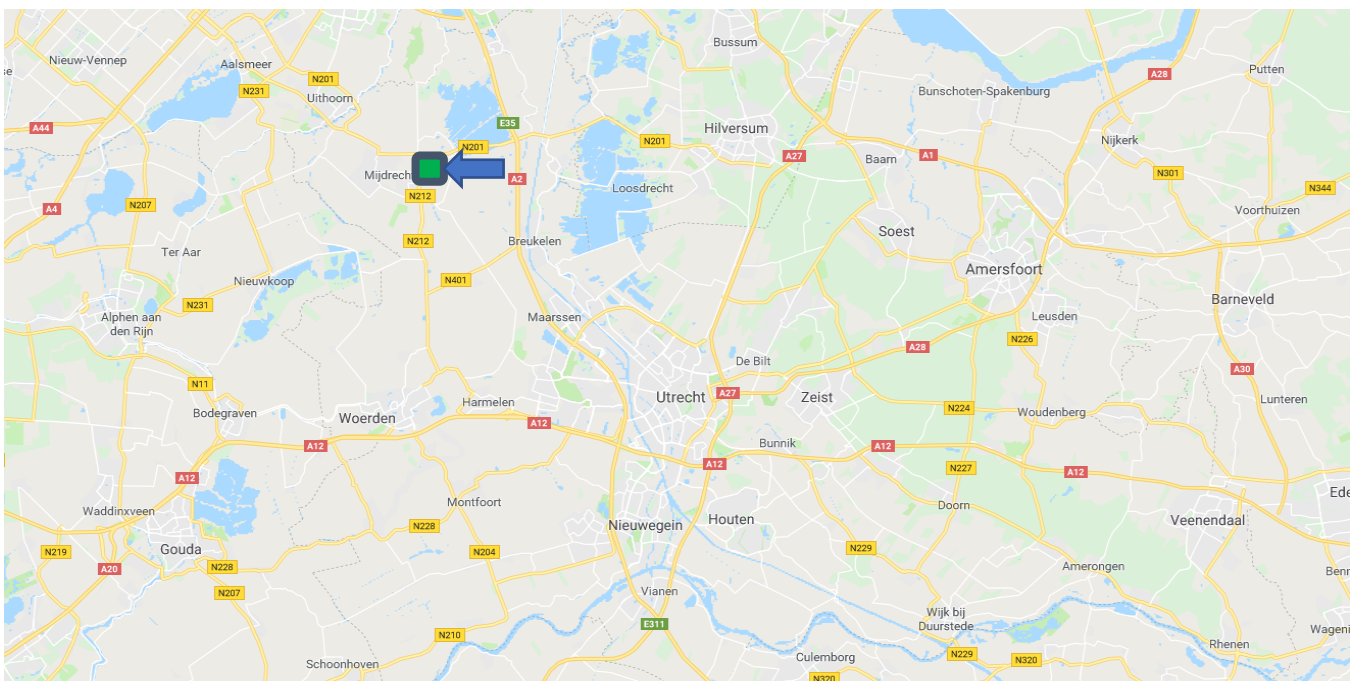 Bussum
Nieuw-Vennep
Aalsmeer
A28
Putten
N201
N231
Uithoorn
Bunschoten-Spakenburg
A44
E35
Hilversum
Nijkerk
N201
N201
A27
Baarn
A1
Mijdrech
N301
A2
N344
Loosdrecht
N212
N207
A4
Voorthuizen
Soest
N212
Breukelen
Ter Aar
Amersfoort
Nieuwkoop
N401
N231
Barneveld
Alphen aan
den Rijn
Maarssen
Leusden
N226
A28
De Bilt
A30
N11
Utrecht
A27
Zeist
Lunteren
Harmelen
N224
Bodegraven
Woerden
Woudenberg
A12
A12
Bunnik
A12
A12
N227
A12
A12
Ede
Montfoort
Doorn
Waddinxveen
Nieuwegein
Houten
Veenendaal
N228
Gouda
N219
N204
N229
A20
N228
Amerongen
Benn
N207
Vianen
Wijk bij
Duurstede
E311
Wageni
N210
Rhenen
Culemborg
N229
N320
Schoonhoven
N320
se